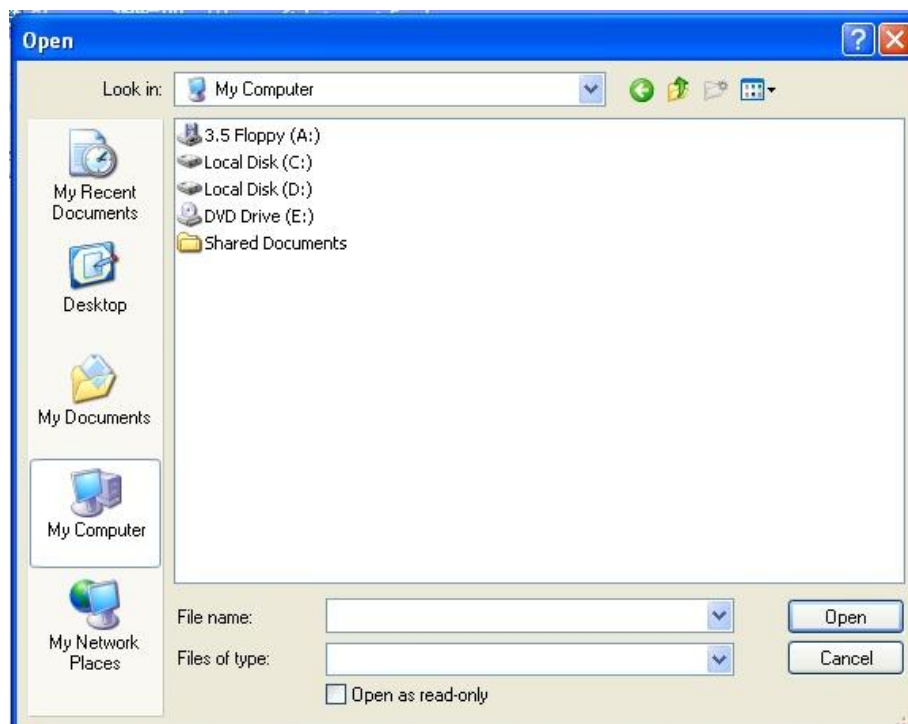 Open
Look in: My Computer
3.5 Floppy (A:)
Local Disk (C:)
Local Disk (D:)
DVD Drive (E:)
Shared Documents
My Recent
Documents
Desktop
My Documents
My Computer
My Network
Places
File name:
Open
Files of type:
Cancel
Open as read-only